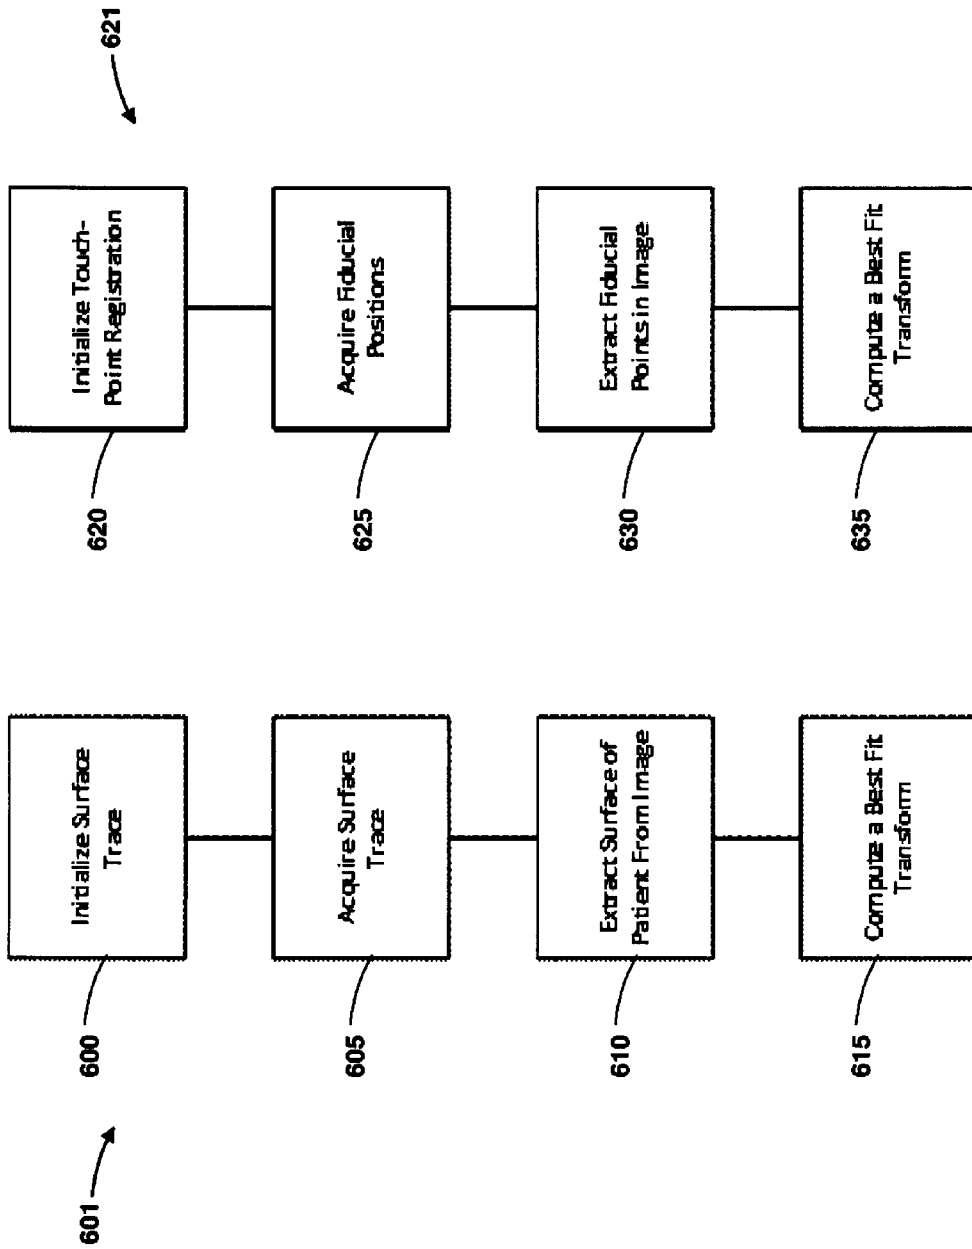 601
600
Initialize Surface
Trace
605
Acquire Surface
Trace
610
Extract Surface of
Patient From Image
615
Compute a Best Fit
Transform
621
620
Initialize Touch-
Point Registration
625
Acquire Fiducial
Positions
630
Extract Fiducial
Points in Image
635
Compute a Best Fit
Transform